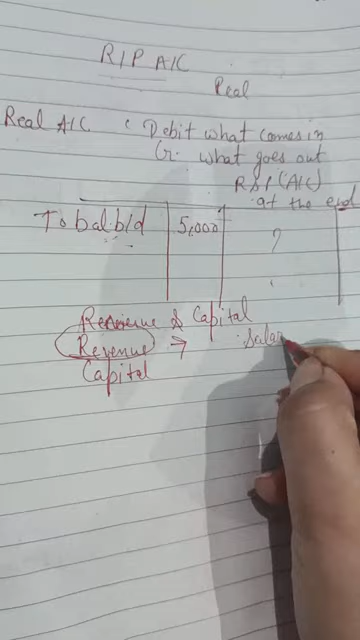 R/P A/C
Real
Real A/C : Debit what comes in
Cr. what goes out
R & P (A/C)
at the end
To bal b/d 5,000 ?
Revenue & Capital
Revenue → Salar
Capital